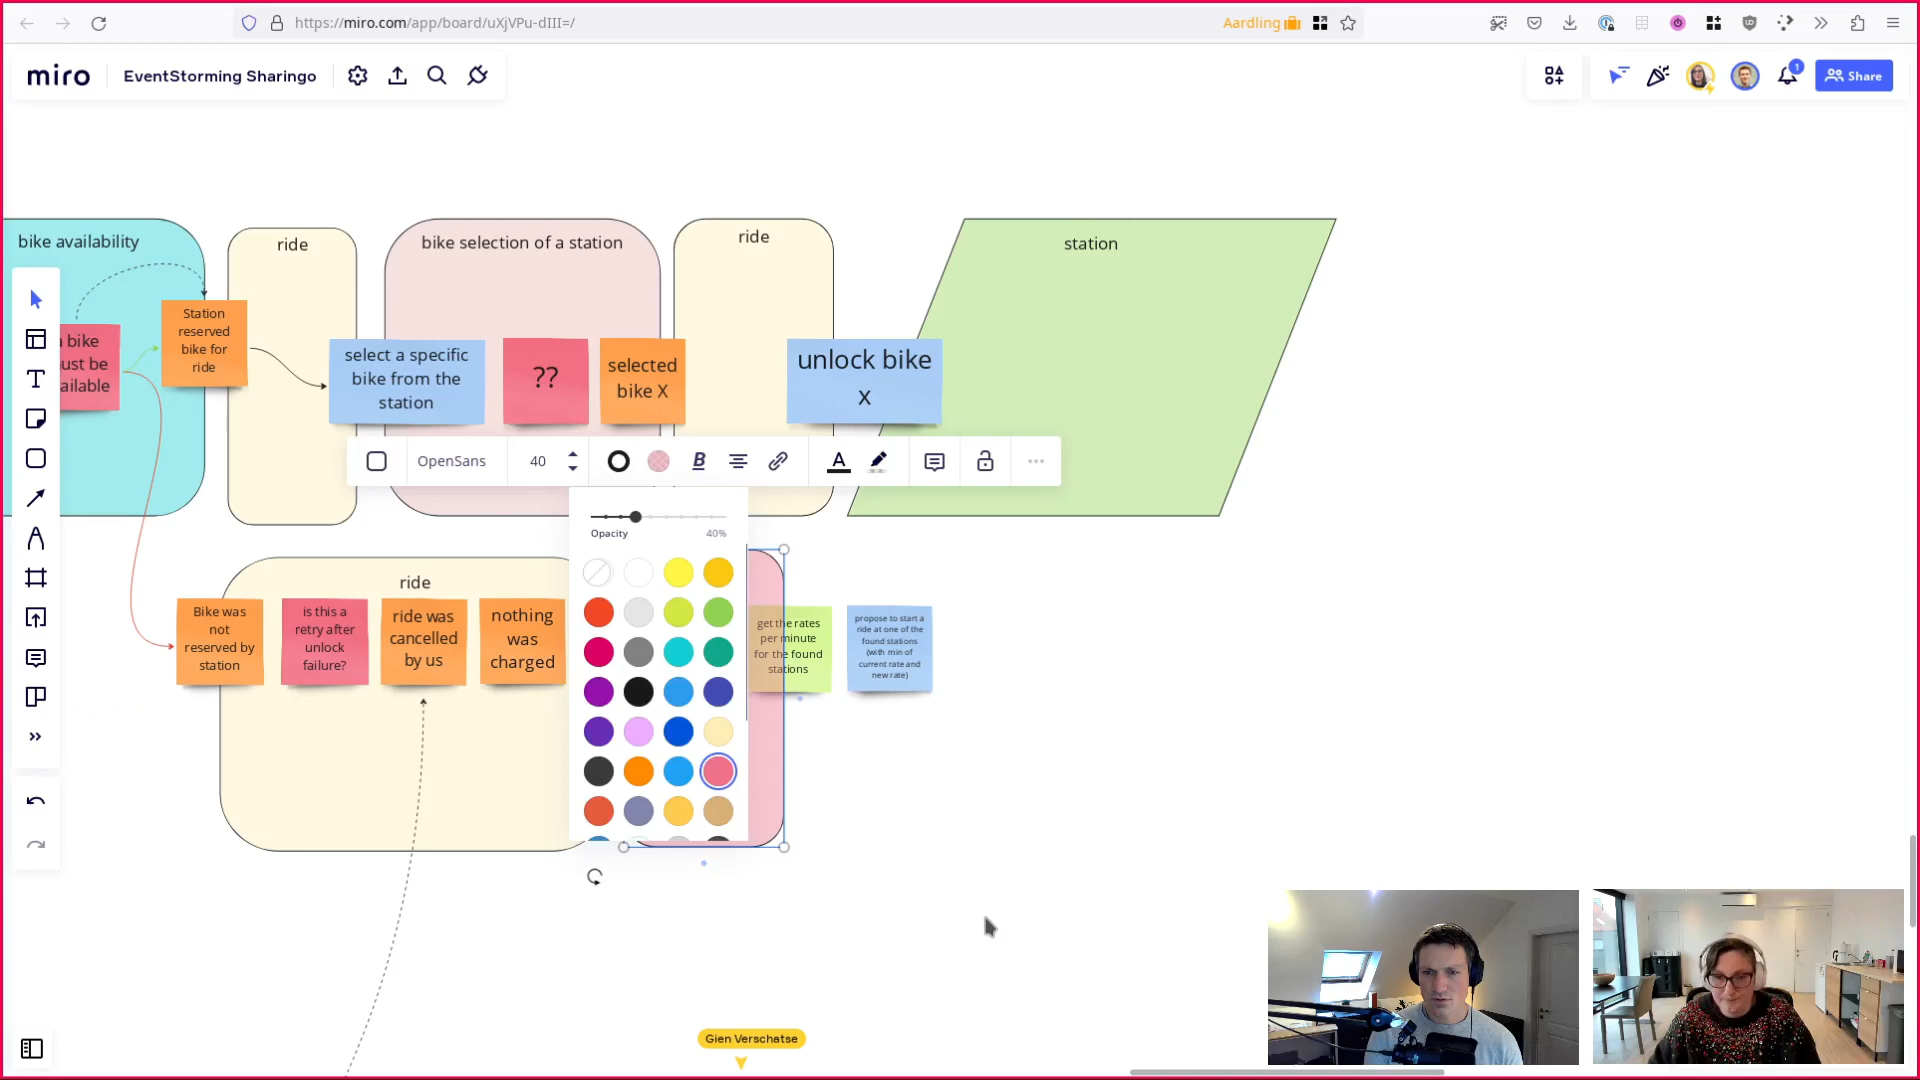 https://miro.com/app/board/uXjVPu-dIII=/
Aardling
miro
EventStorming Sharingo
1
Share
bike availability
ride
bike selection of a station
ride
station
a bike
ust be
ailable
Station
reserved
bike for
ride
select a specific
bike from the
station
??
selected
bike X
unlock bike
x
OpenSans
40
B
A
Opacity
40%
ride
Bike was
not
reserved by
station
is this a
retry after
unlock
failure?
ride was
cancelled
by us
nothing
was
charged
get the rates
per minute
for the found
stations
propose to start a
ride at one of the
found stations
(with min of
current rate and
new rate)
Gien Verschatse